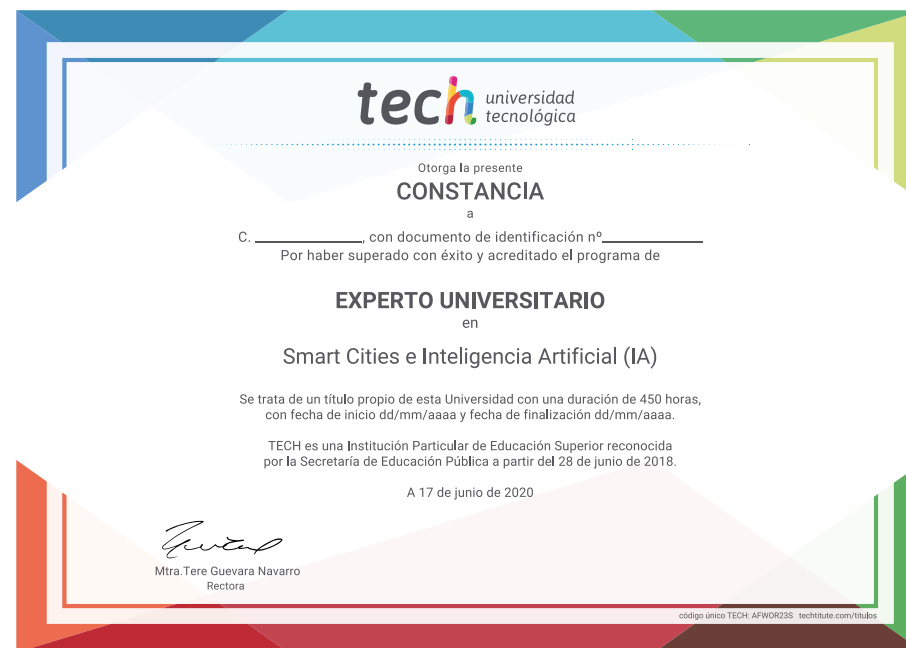 tech universidad
tecnológica
Otorga la presente
CONSTANCIA
a
C. ______________, con documento de identificación nº______________
Por haber superado con éxito y acreditado el programa de
EXPERTO UNIVERSITARIO
en
Smart Cities e Inteligencia Artificial (IA)
Se trata de un título propio de esta Universidad con una duración de 450 horas,
con fecha de inicio dd/mm/aaaa y fecha de finalización dd/mm/aaaa.
TECH es una Institución Particular de Educación Superior reconocida
por la Secretaría de Educación Pública a partir del 28 de junio de 2018.
A 17 de junio de 2020
Mtra.Tere Guevara Navarro
Rectora
código único TECH: AFWOR23S techtitute.com/titulos